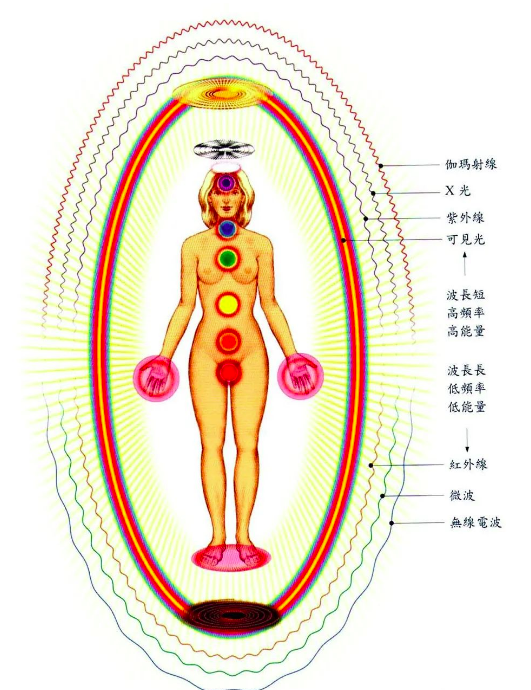 伽瑪射線
X 光
紫外線
可見光
波長短
高頻率
高能量
波長長
低頻率
低能量
紅外線
微波
無線電波